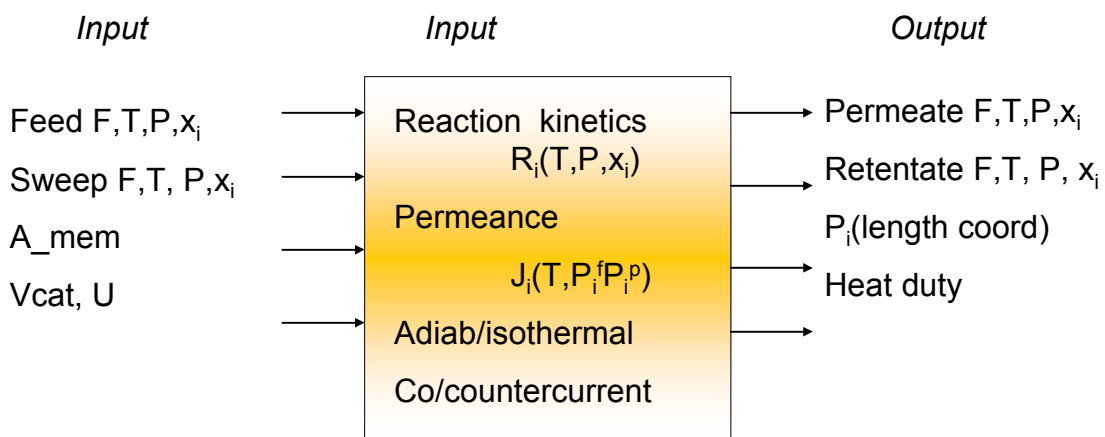 Input
Input
Output
Feed F,T,P,xᵢ
Sweep F,T, P,xᵢ
A_mem
Vcat, U
Reaction kinetics
Rᵢ(T,P,xᵢ)
Permeance
Jᵢ(T,PᵢᶠPᵢᵖ)
Adiab/isothermal
Co/countercurrent
Permeate F,T,P,xᵢ
Retentate F,T, P, xᵢ
Pᵢ(length coord)
Heat duty